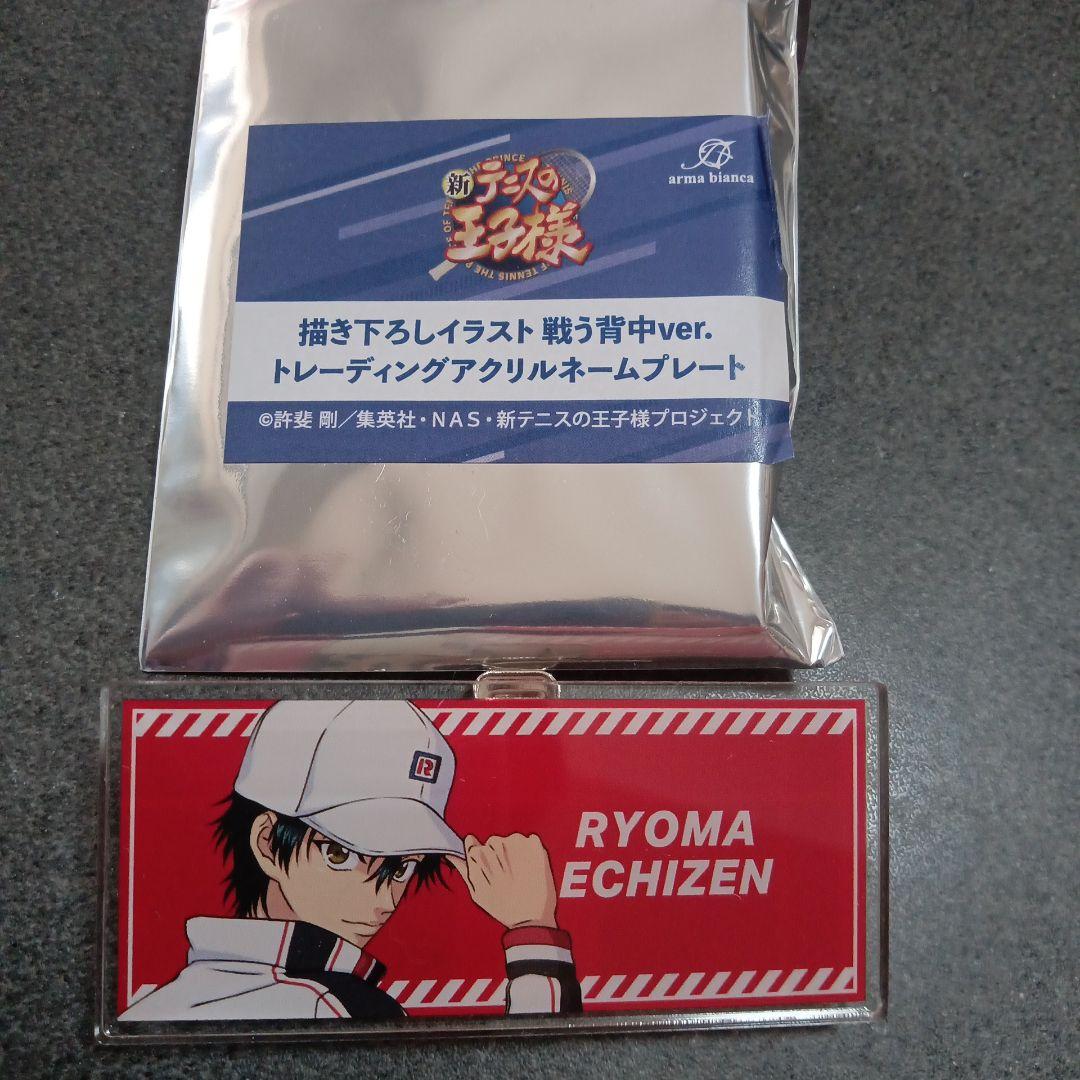 arma bianca
新 テニスの
王子様
描き下ろしイラスト 戦う背中ver.
トレーディングアクリルネームプレート
©許斐 剛／集英社・NAS・新テニスの王子様プロジェクト
R
RYOMA
ECHIZEN